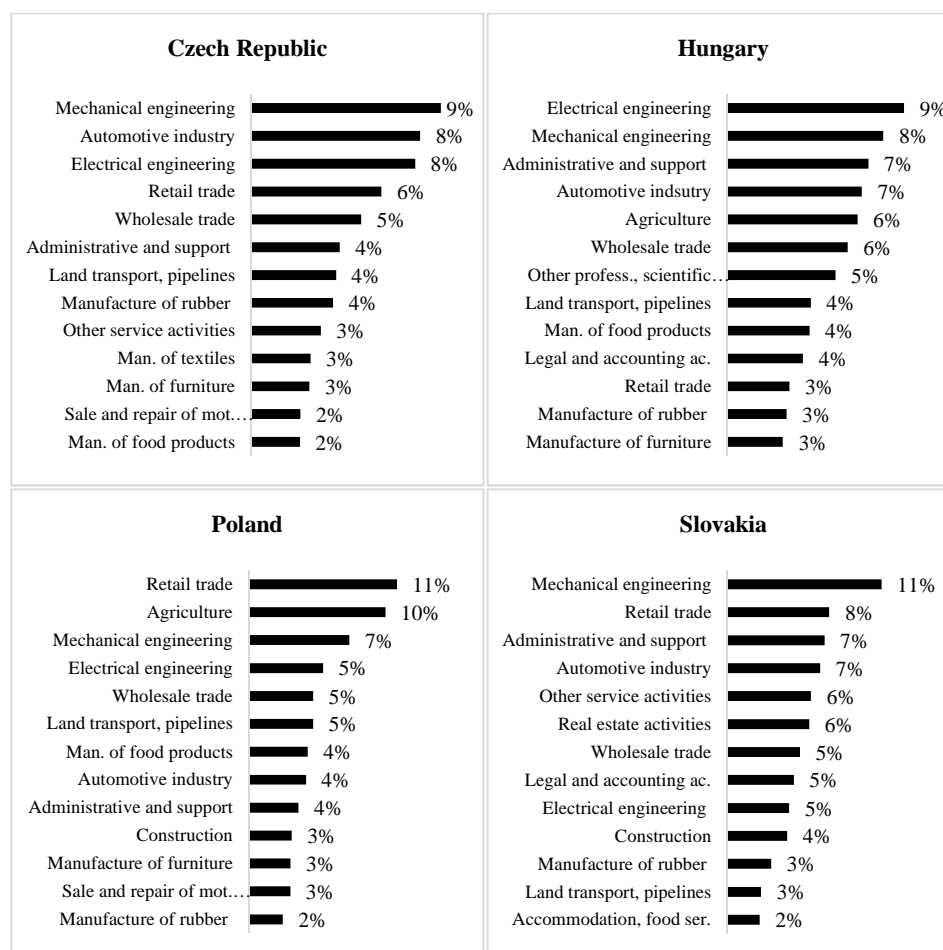 Czech Republic
Mechanical engineering 9%
Automotive industry 8%
Electrical engineering 8%
Retail trade 6%
Wholesale trade 5%
Administrative and support 4%
Land transport, pipelines 4%
Manufacture of rubber 4%
Other service activities 3%
Man. of textiles 3%
Man. of furniture 3%
Sale and repair of mot.… 2%
Man. of food products 2%
Hungary
Electrical engineering 9%
Mechanical engineering 8%
Administrative and support 7%
Automotive indsutry 7%
Agriculture 6%
Wholesale trade 6%
Other profess., scientific… 5%
Land transport, pipelines 4%
Man. of food products 4%
Legal and accounting ac. 4%
Retail trade 3%
Manufacture of rubber 3%
Manufacture of furniture 3%
Poland
Retail trade 11%
Agriculture 10%
Mechanical engineering 7%
Electrical engineering 5%
Wholesale trade 5%
Land transport, pipelines 5%
Man. of food products 4%
Automotive industry 4%
Administrative and support 4%
Construction 3%
Manufacture of furniture 3%
Sale and repair of mot.… 3%
Manufacture of rubber 2%
Slovakia
Mechanical engineering 11%
Retail trade 8%
Administrative and support 7%
Automotive industry 7%
Other service activities 6%
Real estate activities 6%
Wholesale trade 5%
Legal and accounting ac. 5%
Electrical engineering 5%
Construction 4%
Manufacture of rubber 3%
Land transport, pipelines 3%
Accommodation, food ser. 2%